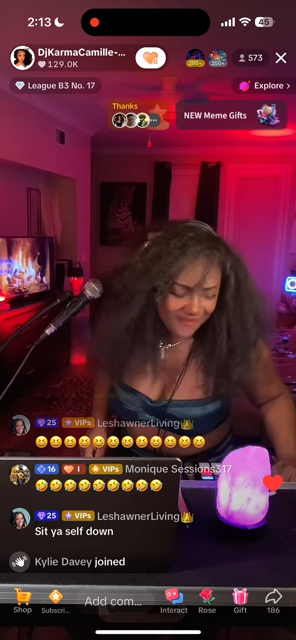 2:13
45
DjKarmaCamille-...
129.0K
200+
200+
573
League B3 No. 17
Explore >
Thanks
NEW Meme Gifts
25 VIPs LeshawnerLiving👑
😆😆😆😆😆😆😆😆😆😆😆😆
16 I VIPs Monique Sessions317
🤣🤣🤣🤣🤣🤣🤣🤣🤣
25 VIPs LeshawnerLiving👑
Sit ya self down
Kylie Davey joined
Add com...
Shop
Subscri...
Interact
Rose
Gift
186